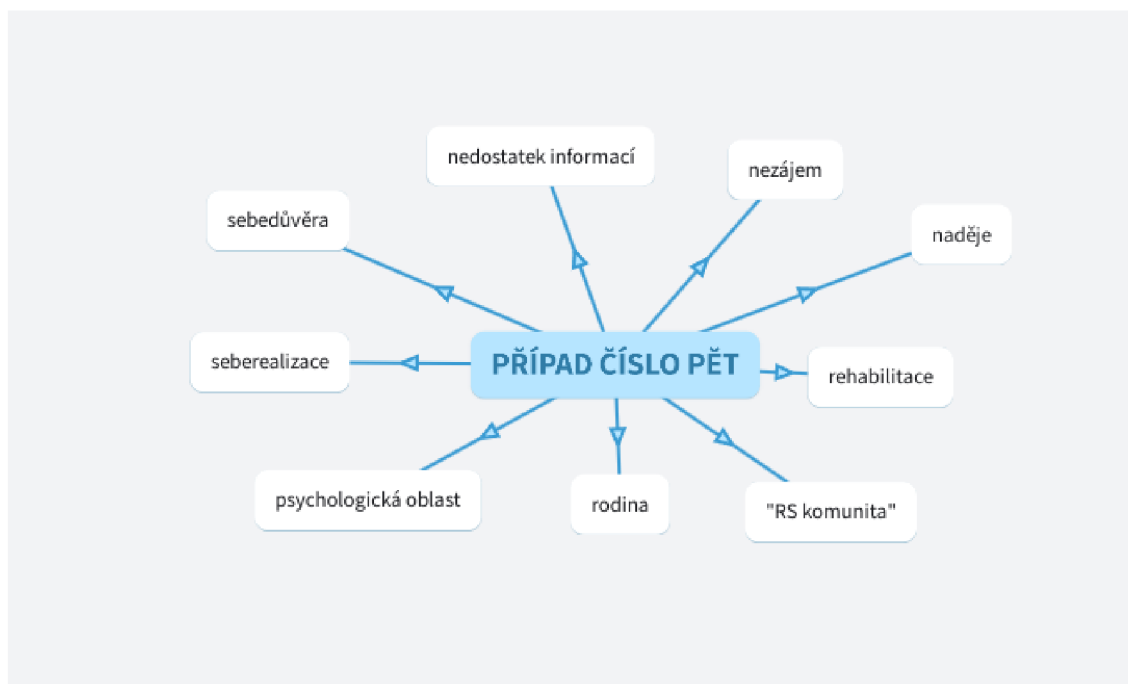 nedostatek informací
nezájem
sebedůvěra
naděje
seberealizace
PŘÍPAD ČÍSLO PĚT
rehabilitace
psychologická oblast
rodina
"RS komunita"